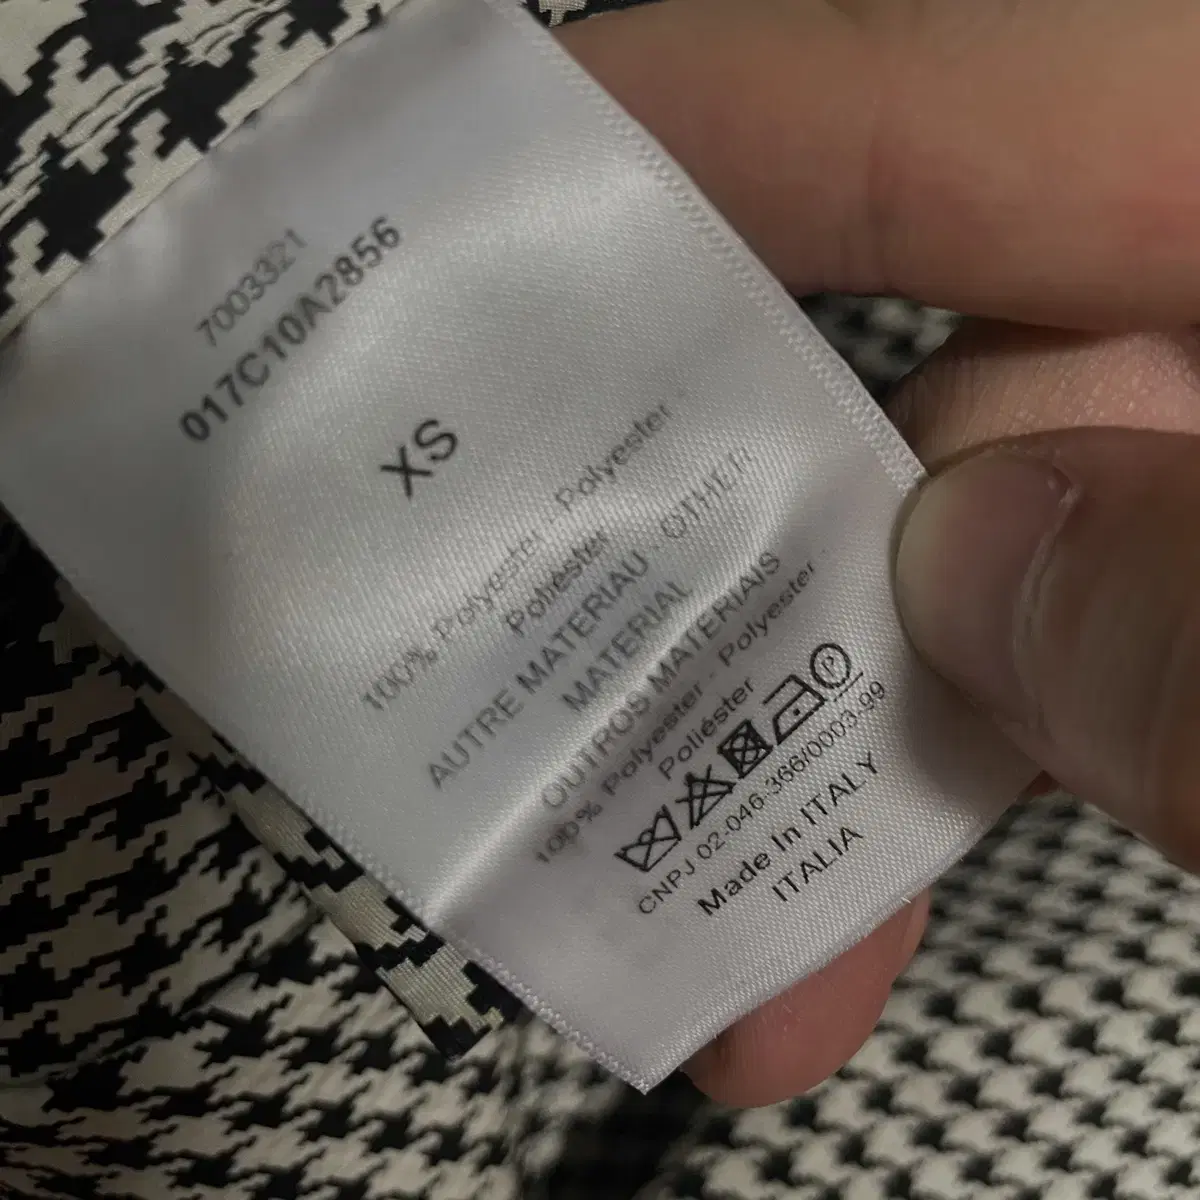 7003321
017C10A2856
XS
100% Polyester - Polyester -
Poliéster
AUTRE MATERIAU - OTHER
MATERIAL
OUTROS MATERIAIS
100% Polyester - Polyester -
Poliéster
P
CNPJ 02-046-366/0003-99
Made In ITALY
ITALIA